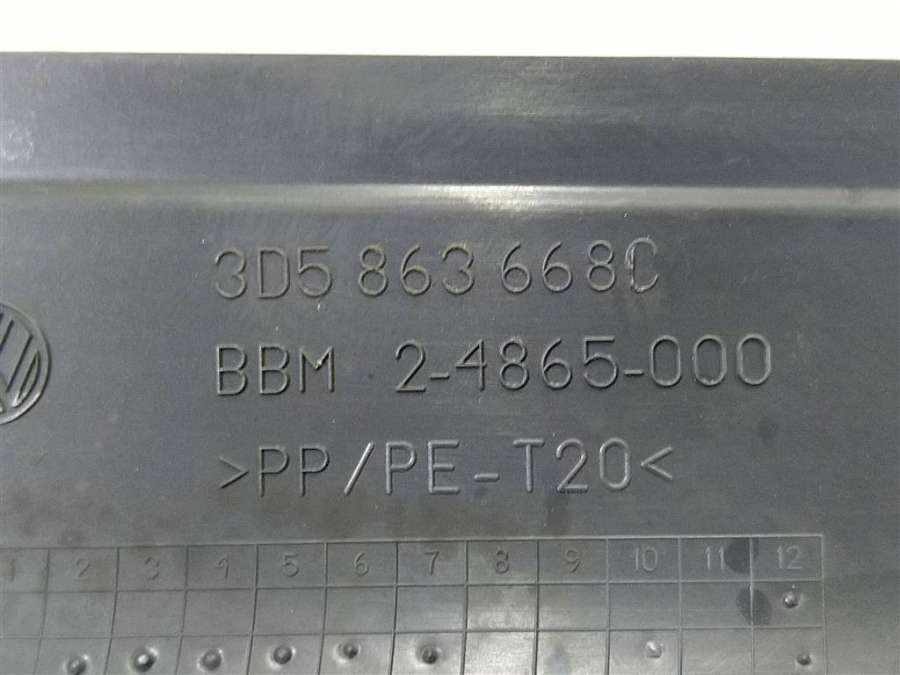 3D5 863 668C
BBM 2-4865-000
>PP/PE-T20<
1 2 3 4 5 6 7 8 9 10 11 12